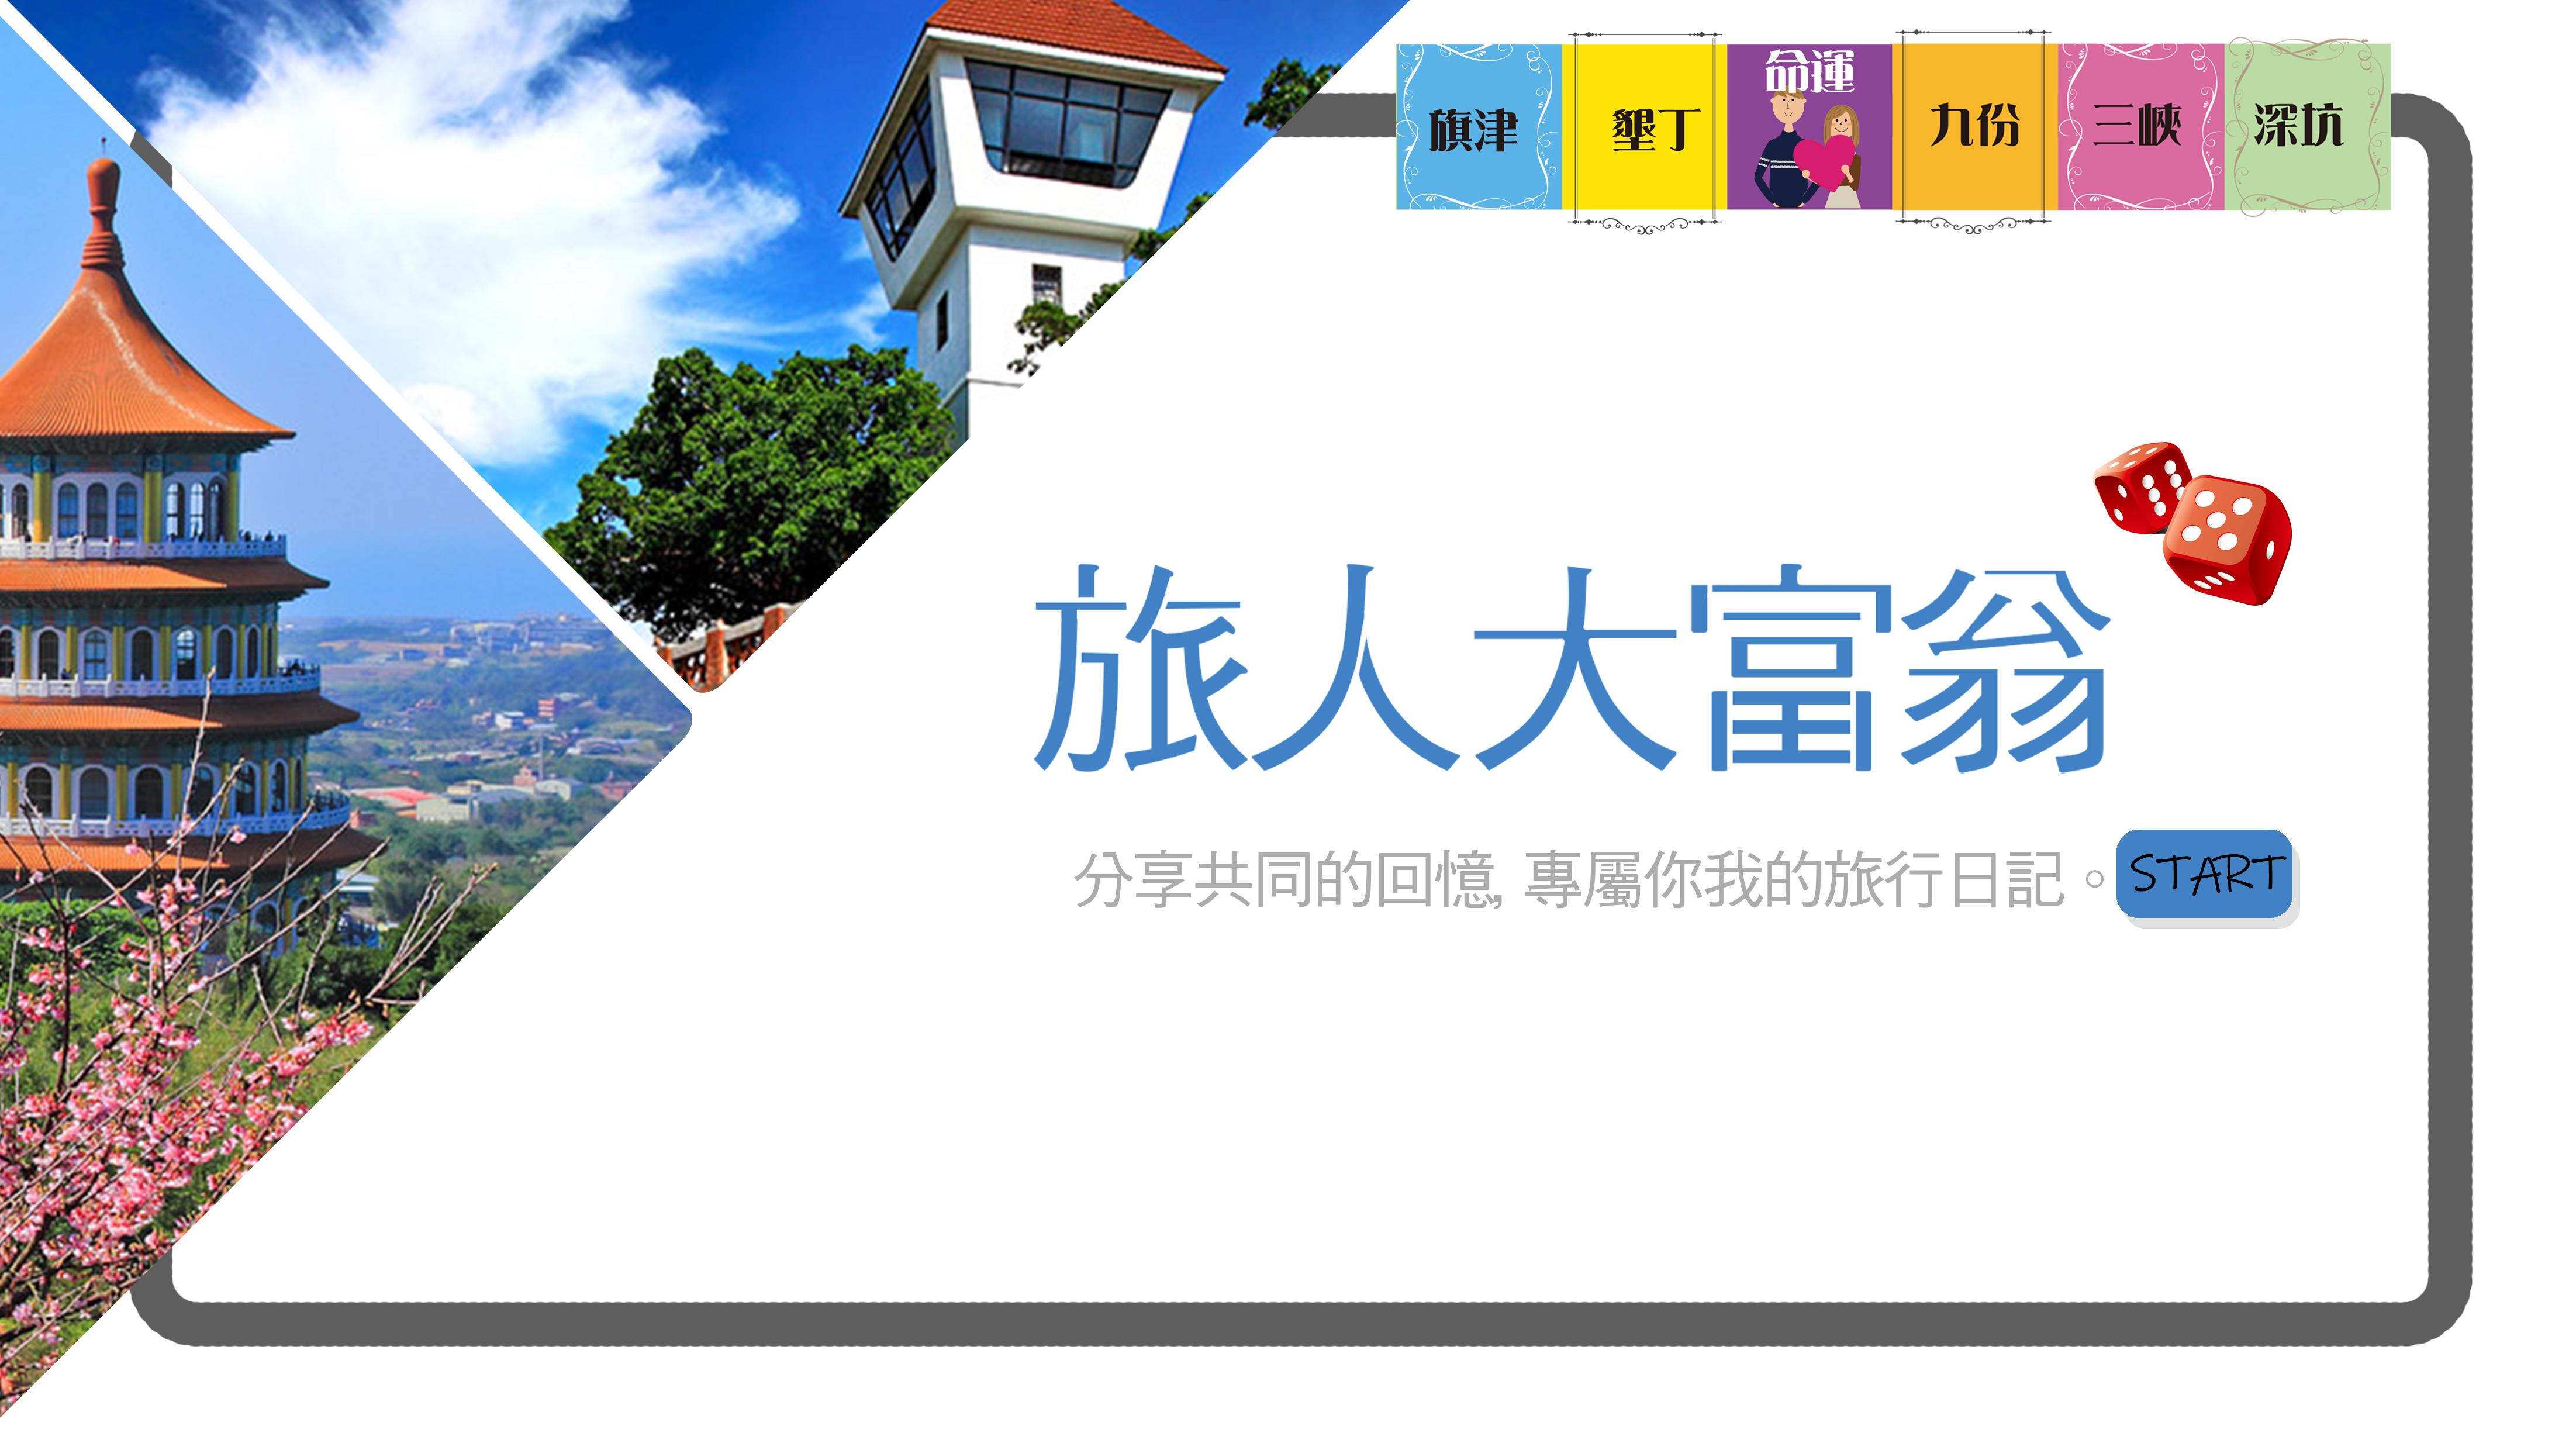 旗津 墾丁 命運 九份 三峽 深坑
旅人大富翁
分享共同的回憶, 專屬你我的旅行日記。
START